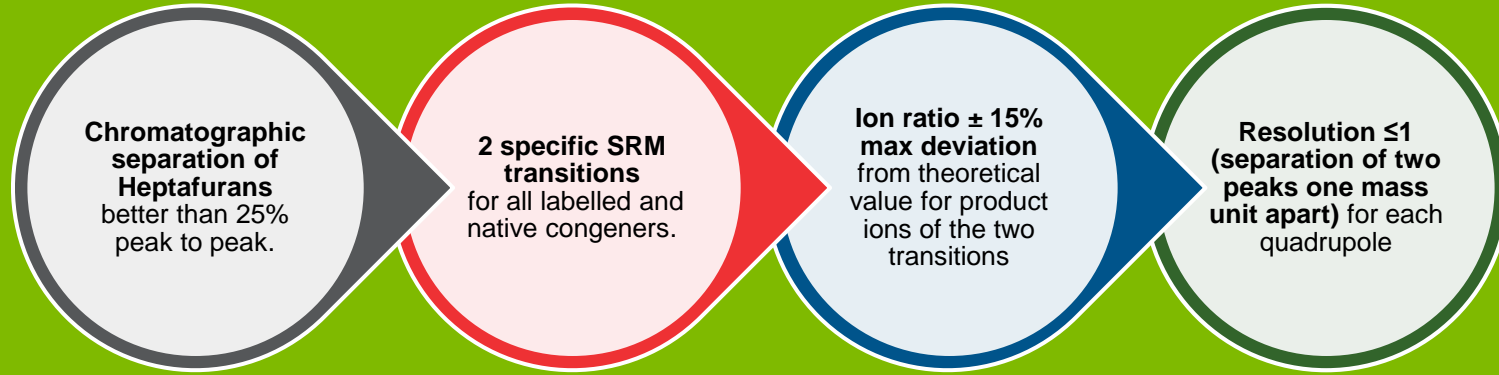 Chromatographic
separation of
Heptafurans
better than 25%
peak to peak.
2 specific SRM
transitions
for all labelled and
native congeners.
Ion ratio ± 15%
max deviation
from theoretical
value for product
ions of the two
transitions
Resolution ≤1
(separation of two
peaks one mass
unit apart) for each
quadrupole